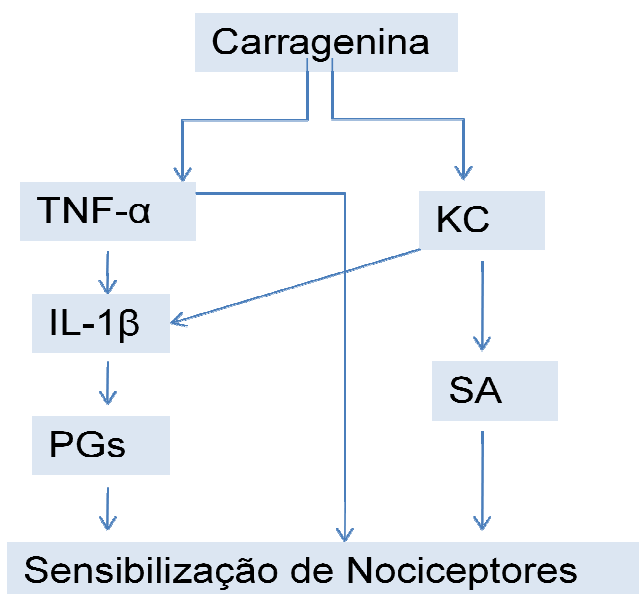 Carragenina
TNF-α
KC
IL-1β
SA
PGs
Sensibilização de Nociceptores